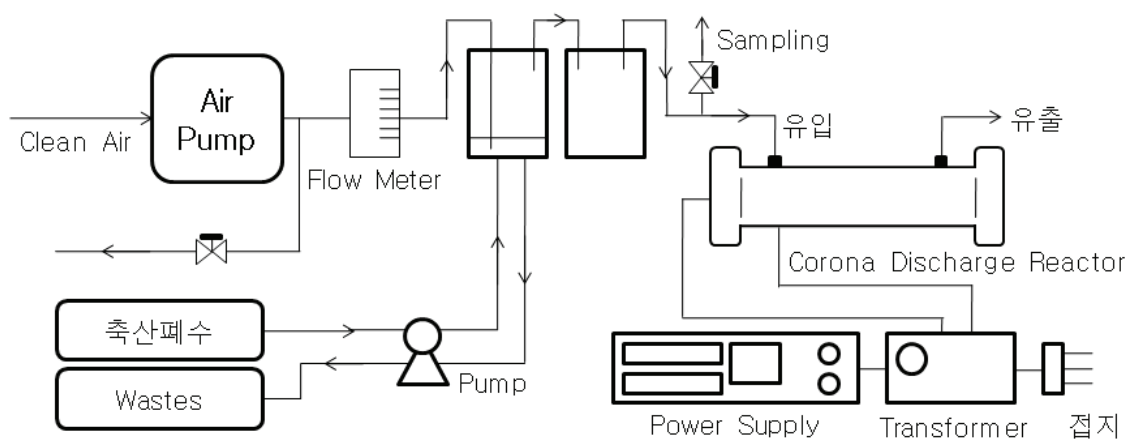 Sampling
Air
Pump
Clean Air
유입
유출
Flow Meter
Corona Discharge Reactor
축산폐수
Wastes
Pump
Power Supply
Transformer
접지